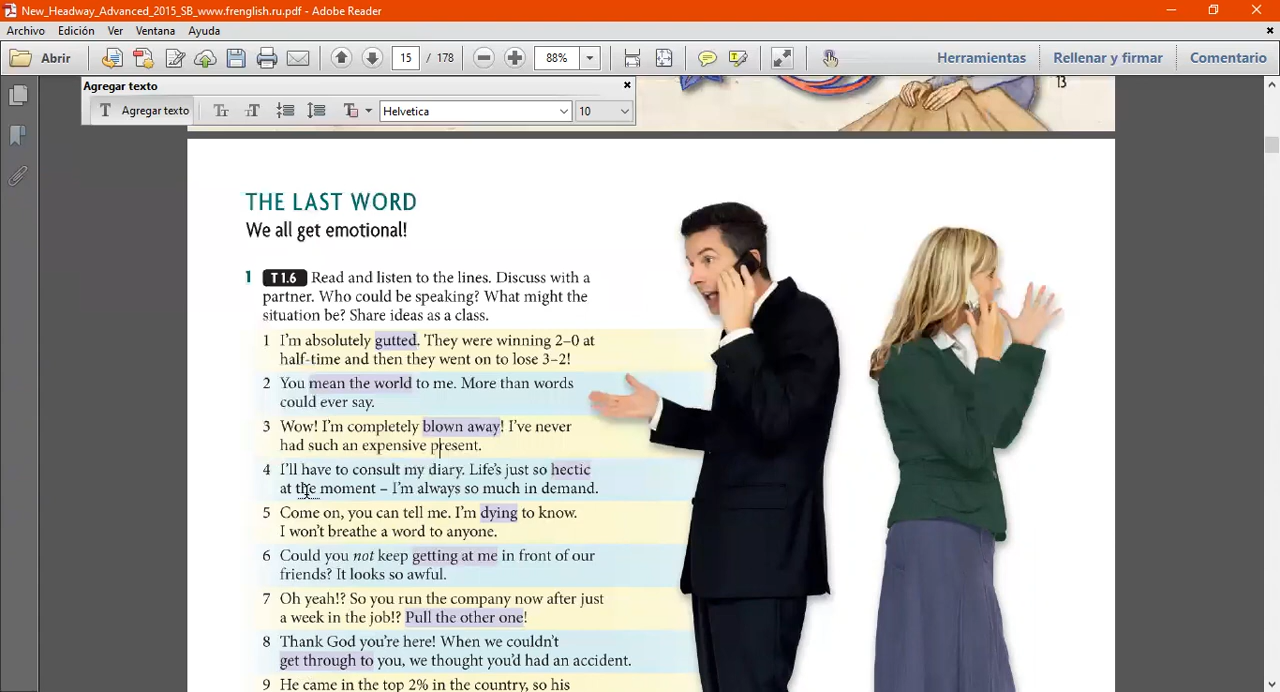 New_Headway_Advanced_2015_SB_www.frenglish.ru.pdf - Adobe Reader
Archivo Edición Ver Ventana Ayuda
Abrir 15 / 178 88% Herramientas Rellenar y firmar Comentario
Agregar texto
T Agregar texto Helvetica 10
13
THE LAST WORD
We all get emotional!
1 T 1.6 Read and listen to the lines. Discuss with a
partner. Who could be speaking? What might the
situation be? Share ideas as a class.
1 I'm absolutely gutted. They were winning 2–0 at
half-time and then they went on to lose 3–2!
2 You mean the world to me. More than words
could ever say.
3 Wow! I'm completely blown away! I've never
had such an expensive present.
4 I'll have to consult my diary. Life's just so hectic
at the moment – I'm always so much in demand.
5 Come on, you can tell me. I'm dying to know.
I won't breathe a word to anyone.
6 Could you not keep getting at me in front of our
friends? It looks so awful.
7 Oh yeah!? So you run the company now after just
a week in the job!? Pull the other one!
8 Thank God you're here! When we couldn't
get through to you, we thought you'd had an accident.
9 He came in the top 2% in the country, so his